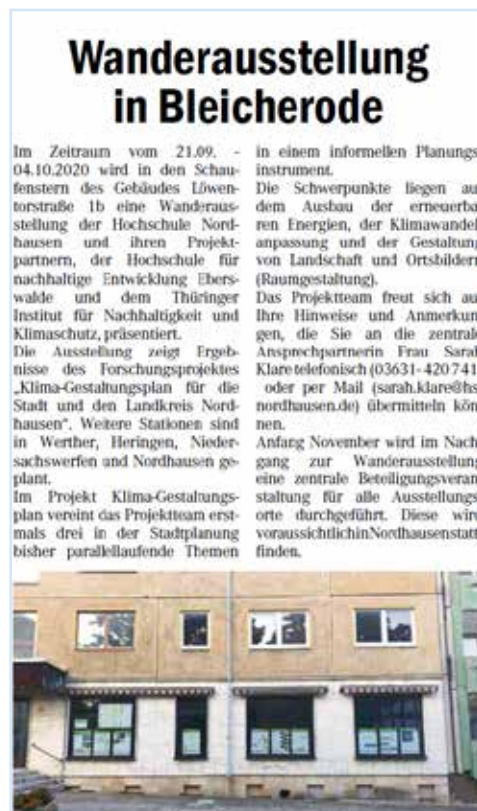 Wanderausstellung
in Bleicherode
Im Zeitraum vom 21.09. -
04.10.2020 wird in den Schau-
fenstern des Gebäudes Löwen-
torstraße 1b eine Wanderaus-
stellung der Hochschule Nord-
hausen und ihren Projekt-
partnern, der Hochschule für
nachhaltige Entwicklung Ebers-
walde und dem Thüringer
Institut für Nachhaltigkeit und
Klimaschutz, präsentiert.
Die Ausstellung zeigt Ergeb-
nisse des Forschungsprojektes
„Klima-Gestaltungsplan für die
Stadt und den Landkreis Nord-
hausen". Weitere Stationen sind
in Werther, Heringen, Nieder-
sachswerfen und Nordhausen ge-
plant.
Im Projekt Klima-Gestaltungs-
plan vereint das Projektteam erst-
mals drei in der Stadtplanung
bisher parallellaufende Themen
in einem informellen Planungs
instrument.
Die Schwerpunkte liegen au
dem Ausbau der erneuerba
ren Energien, der Klimawandel
anpassung und der Gestaltung
von Landschaft und Ortsbildern
(Raumgestaltung).
Das Projektteam freut sich au
Ihre Hinweise und Anmerkun
gen, die Sie an die zentrale
Ansprechpartnerin Frau Sarah
Klare telefonisch (03631- 420 741
oder per Mail (sarah.klare@hs
nordhausen.de) übermitteln kön
nen.
Anfang November wird im Nach
gang zur Wanderausstellung
eine zentrale Beteiligungsveran
staltung für alle Ausstellungs
orte durchgeführt. Diese wird
voraussichtlichinNordhausenstatt
finden.